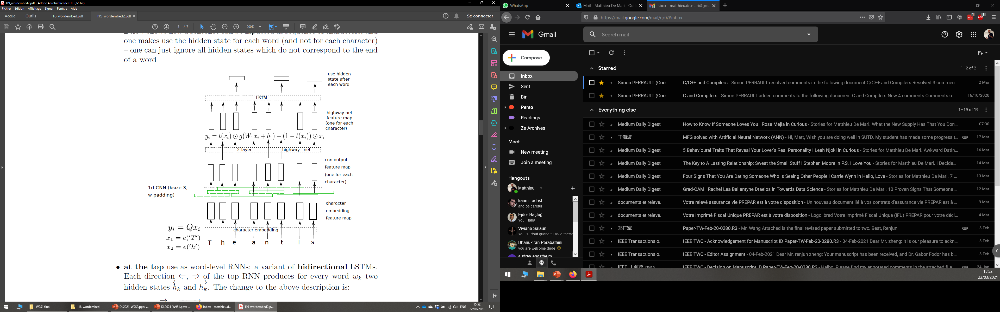 I19_wordembed2.pdf - Adobe Acrobat Reader DC (32-bit)
Fichier Edition Affichage Signer Fenêtre Aide
Accueil Outils I18_wordembed.pdf I19_wordembed2.pdf × Se connecter
3 / 7 200%
one makes use the hidden state for each word (and not for each character)
– one can just ignore all hidden states which do not correspond to the end
of a word
use hidden
state after
each word
LSTM
highway net
feature map
(one for each
character)
y_i = t(x_i) ⊙ g(W_1x_i + b_1) + (1 − t(x_i)) ⊙ x_i
2-layer highway net
cnn output
feature map
(one for each
character)
1d-CNN (ksize 3,
w padding)
character
embedding
feature map
y_i = Qx_i
character embedding
x_1 = e('T')
x_2 = e('h')
T h e a n t i s
• at the top use as word-level RNNs: a variant of bidirectional LSTMs.
Each direction ←, → of the top RNN produces for every word w_k two
hidden states ←h_k and →h_k. The change to the above description is:
W9S1 final I18_wordembed DL2021_W9S2.pptx ... DL2021_W9S1.pptx ... Inbox - matthieu.d... I19_wordembed2.p... ENG 15:52
22/03/2021
WhatsApp Mail - Matthieu De Mari - Outl Inbox - matthieu.de.mari@gm
https://mail.google.com/mail/u/0/#inbox
1 1 ABP
Gmail Search mail
Compose
Inbox
Sent
Bin
Perso
Readings
Ze Archives
Meet
New meeting
Join a meeting
Hangouts
Matthieu
karim Tadrist
and be careful
Ejder Baştuğ
You: Haha
Viviane Salaün
You: surtout quand tu as le theme
Bhanukiran Perabathini
you are welcome dude
audrey angsthelm
Starred 1–2 of 2
Simon PERRAULT (Goo. C/C++ and Compilers - Simon PERRAULT resolved comments in the following document C/C++ and Compilers Resolved 3 commen... 2 Mar
Simon PERRAULT (Goo. C and Compilers - Simon PERRAULT added comments to the following document C and Compilers New 4 comments Comments o... 16/10/2020
Everything else 1–19 of 19
Medium Daily Digest How to Know If Someone Loves You | Rose Mejia in Curious - Stories for Matthieu De Mari. What the New Supply Has That You Don'... 07:30
王海波 MFG solved with Artificial Neural Network (ANN) - Hi, Matt, Wish you are doing well in SUTD. My student has made some progress t... 17 Mar
Medium Daily Digest 5 Behavioural Traits That Reveal Your Lover's Real Personality | Leah Njoki in Curious - Stories for Matthieu De Mari. Awkward Datin... 16 Mar
Medium Daily Digest The Key to A Lasting Relationship: Sweat the Small Stuff | Stephen Moore in P.S. I Love You - Stories for Matthieu De Mari. I Decide... 14 Mar
Medium Daily Digest Four Signs That You Are Dating Someone Who is Seeing Other People | Carrie Wynn in Hello, Love - Stories for Matthieu De Mari. 7 ... 13 Mar
Medium Daily Digest Grad-CAM | Rachel Lea Ballantyne Draelos in Towards Data Science - Stories for Matthieu De Mari. 10 Proven Signs That Someone ... 12 Mar
documents et releve. Votre relevé assurance vie PREPAR est à votre disposition - Un nouveau document lié à vos contrats d'assurance vie PREPAR est à ... 9 Mar
documents et releve. Votre Imprimé Fiscal Unique PREPAR est à votre disposition - Logo_bred Votre Imprimé Fiscal Unique (IFU) PREPAR pour votre décl... 4 Mar
郑仁军 Paper-TW-Feb-20-0280.R3 - Mr. Wang Attached is the final revised paper submitted to twc. Best, Renjun 5 Feb
IEEE Transactions o. IEEE TWC - Acknowledgement for Manuscript ID Paper-TW-Feb-20-0280.R3 - 04-Feb-2021 Dear Mr. zheng: It is our pleasure to ackn... 5 Feb
IEEE Transactions o. IEEE TWC - Editor Assignment - 04-Feb-2021 Dear Mr. renjun zheng: Your manuscript has been received, and Dr. Gabor Fodor has b... 5 Feb
IEEE, 王海波, me 9 IEEE TWC - Decision on Manuscript ID Paper-TW-Feb-20-0280.R2 - Haibo, Please find my annotated comments in the attached file 24 Jan
15:52
22/03/2021